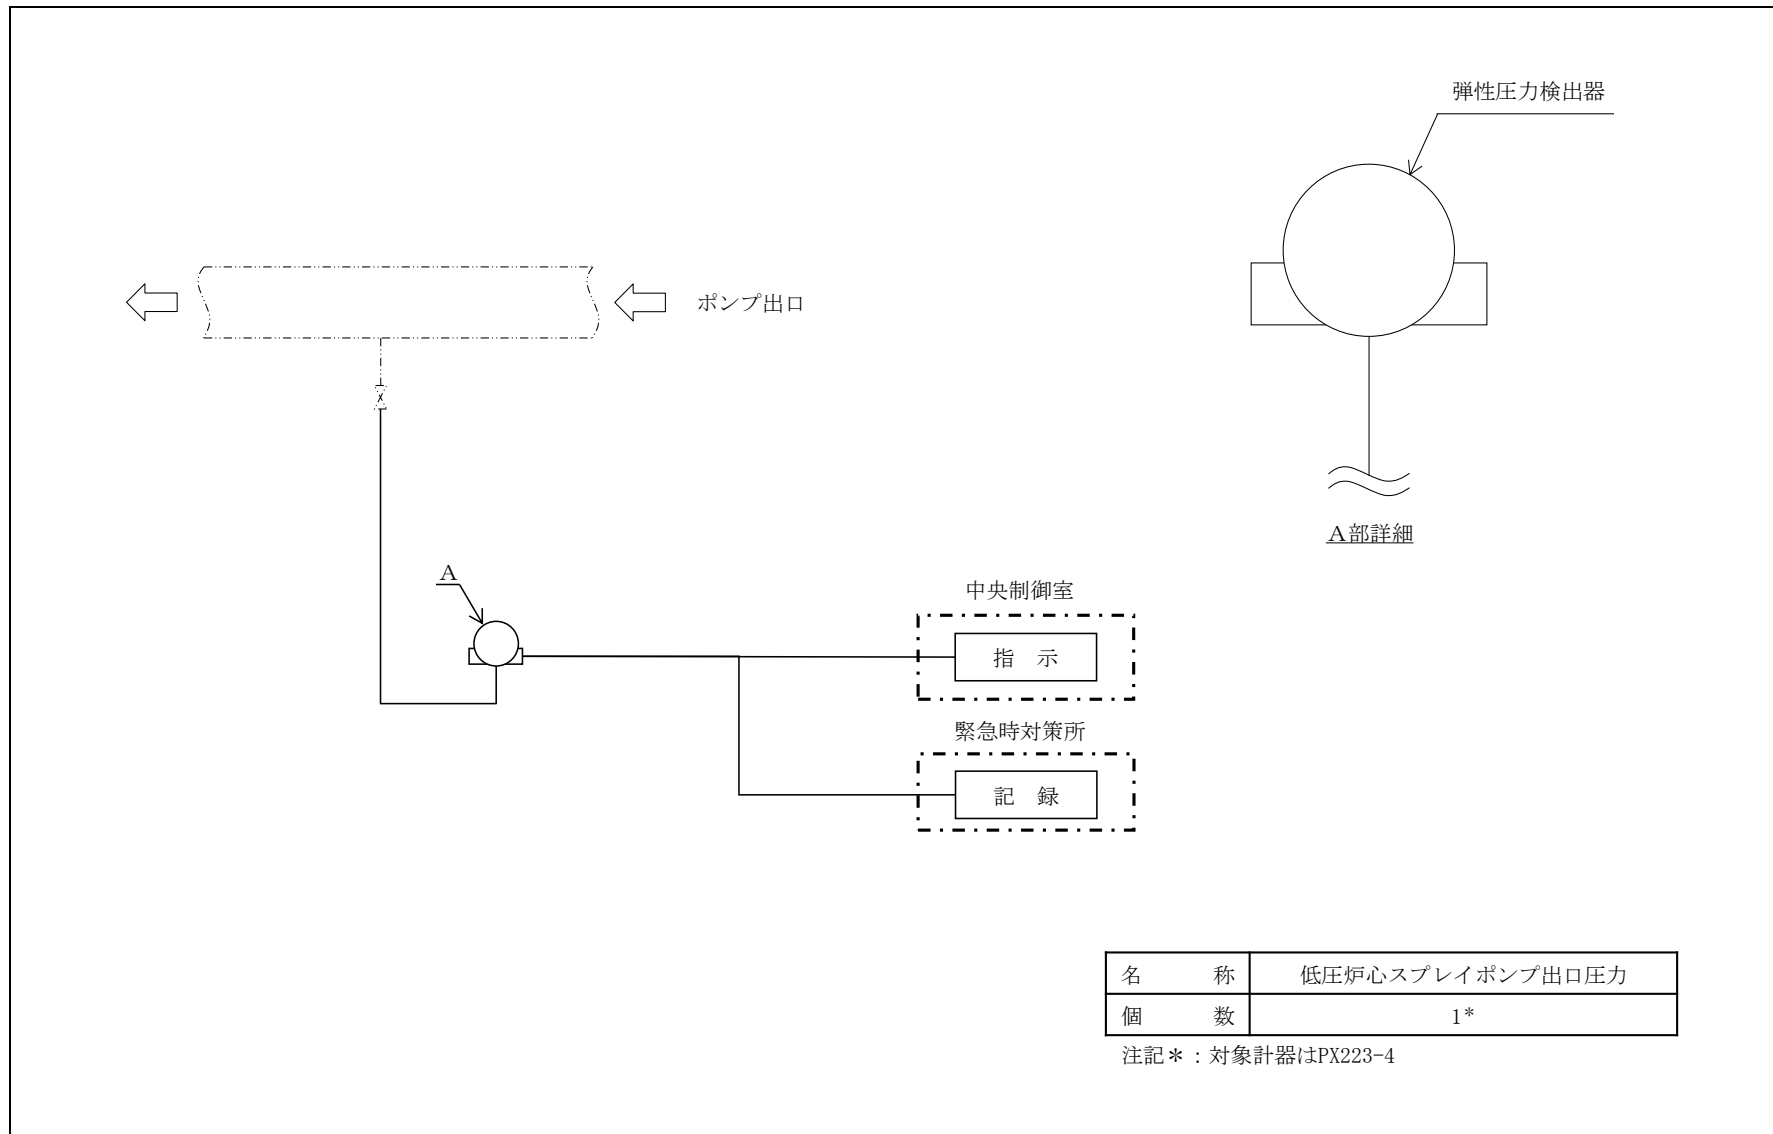 弾性圧力検出器
ポンプ出口
A部詳細
A
中央制御室
指　示
緊急時対策所
記　録
名　称　低圧炉心スプレイポンプ出口圧力
個　数　1*
注記＊：対象計器はPX223-4